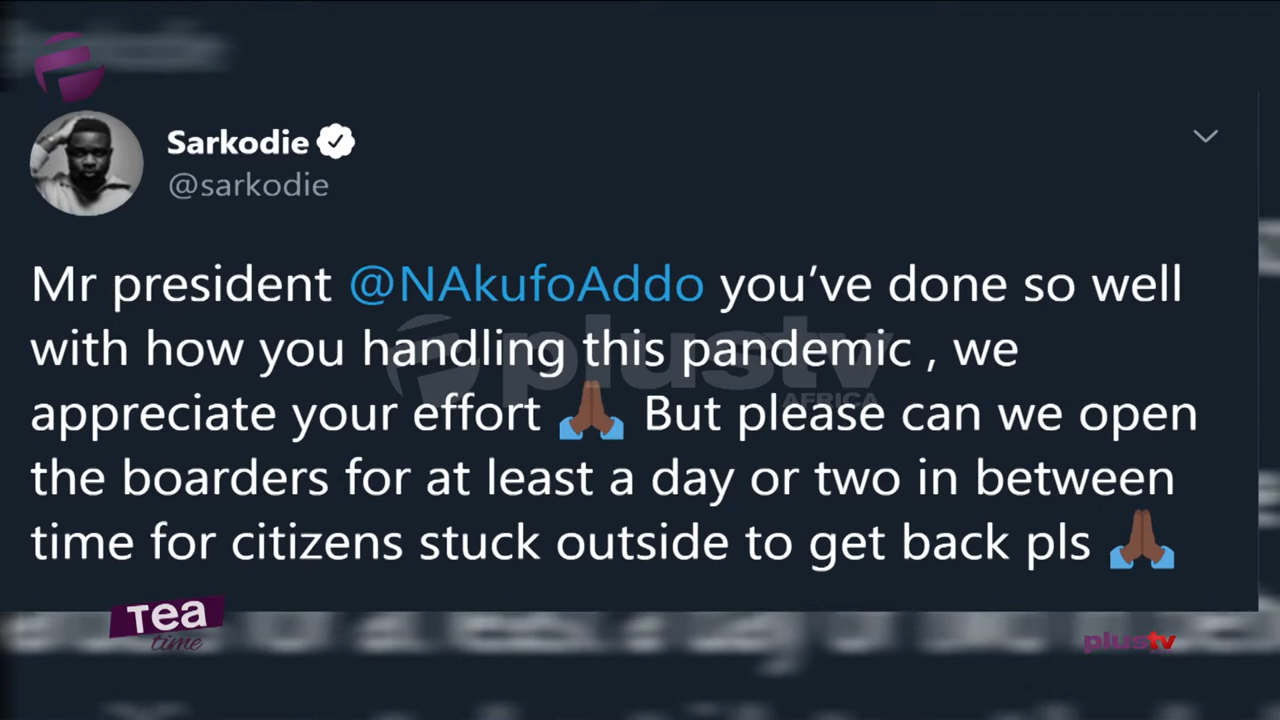 Sarkodie
@sarkodie
Mr president @NAkufoAddo you've done so well
with how you handling this pandemic , we
appreciate your effort 🙏🏾 But please can we open
the boarders for at least a day or two in between
time for citizens stuck outside to get back pls 🙏🏾
plustv
AFRICA
Tea
time
plustv